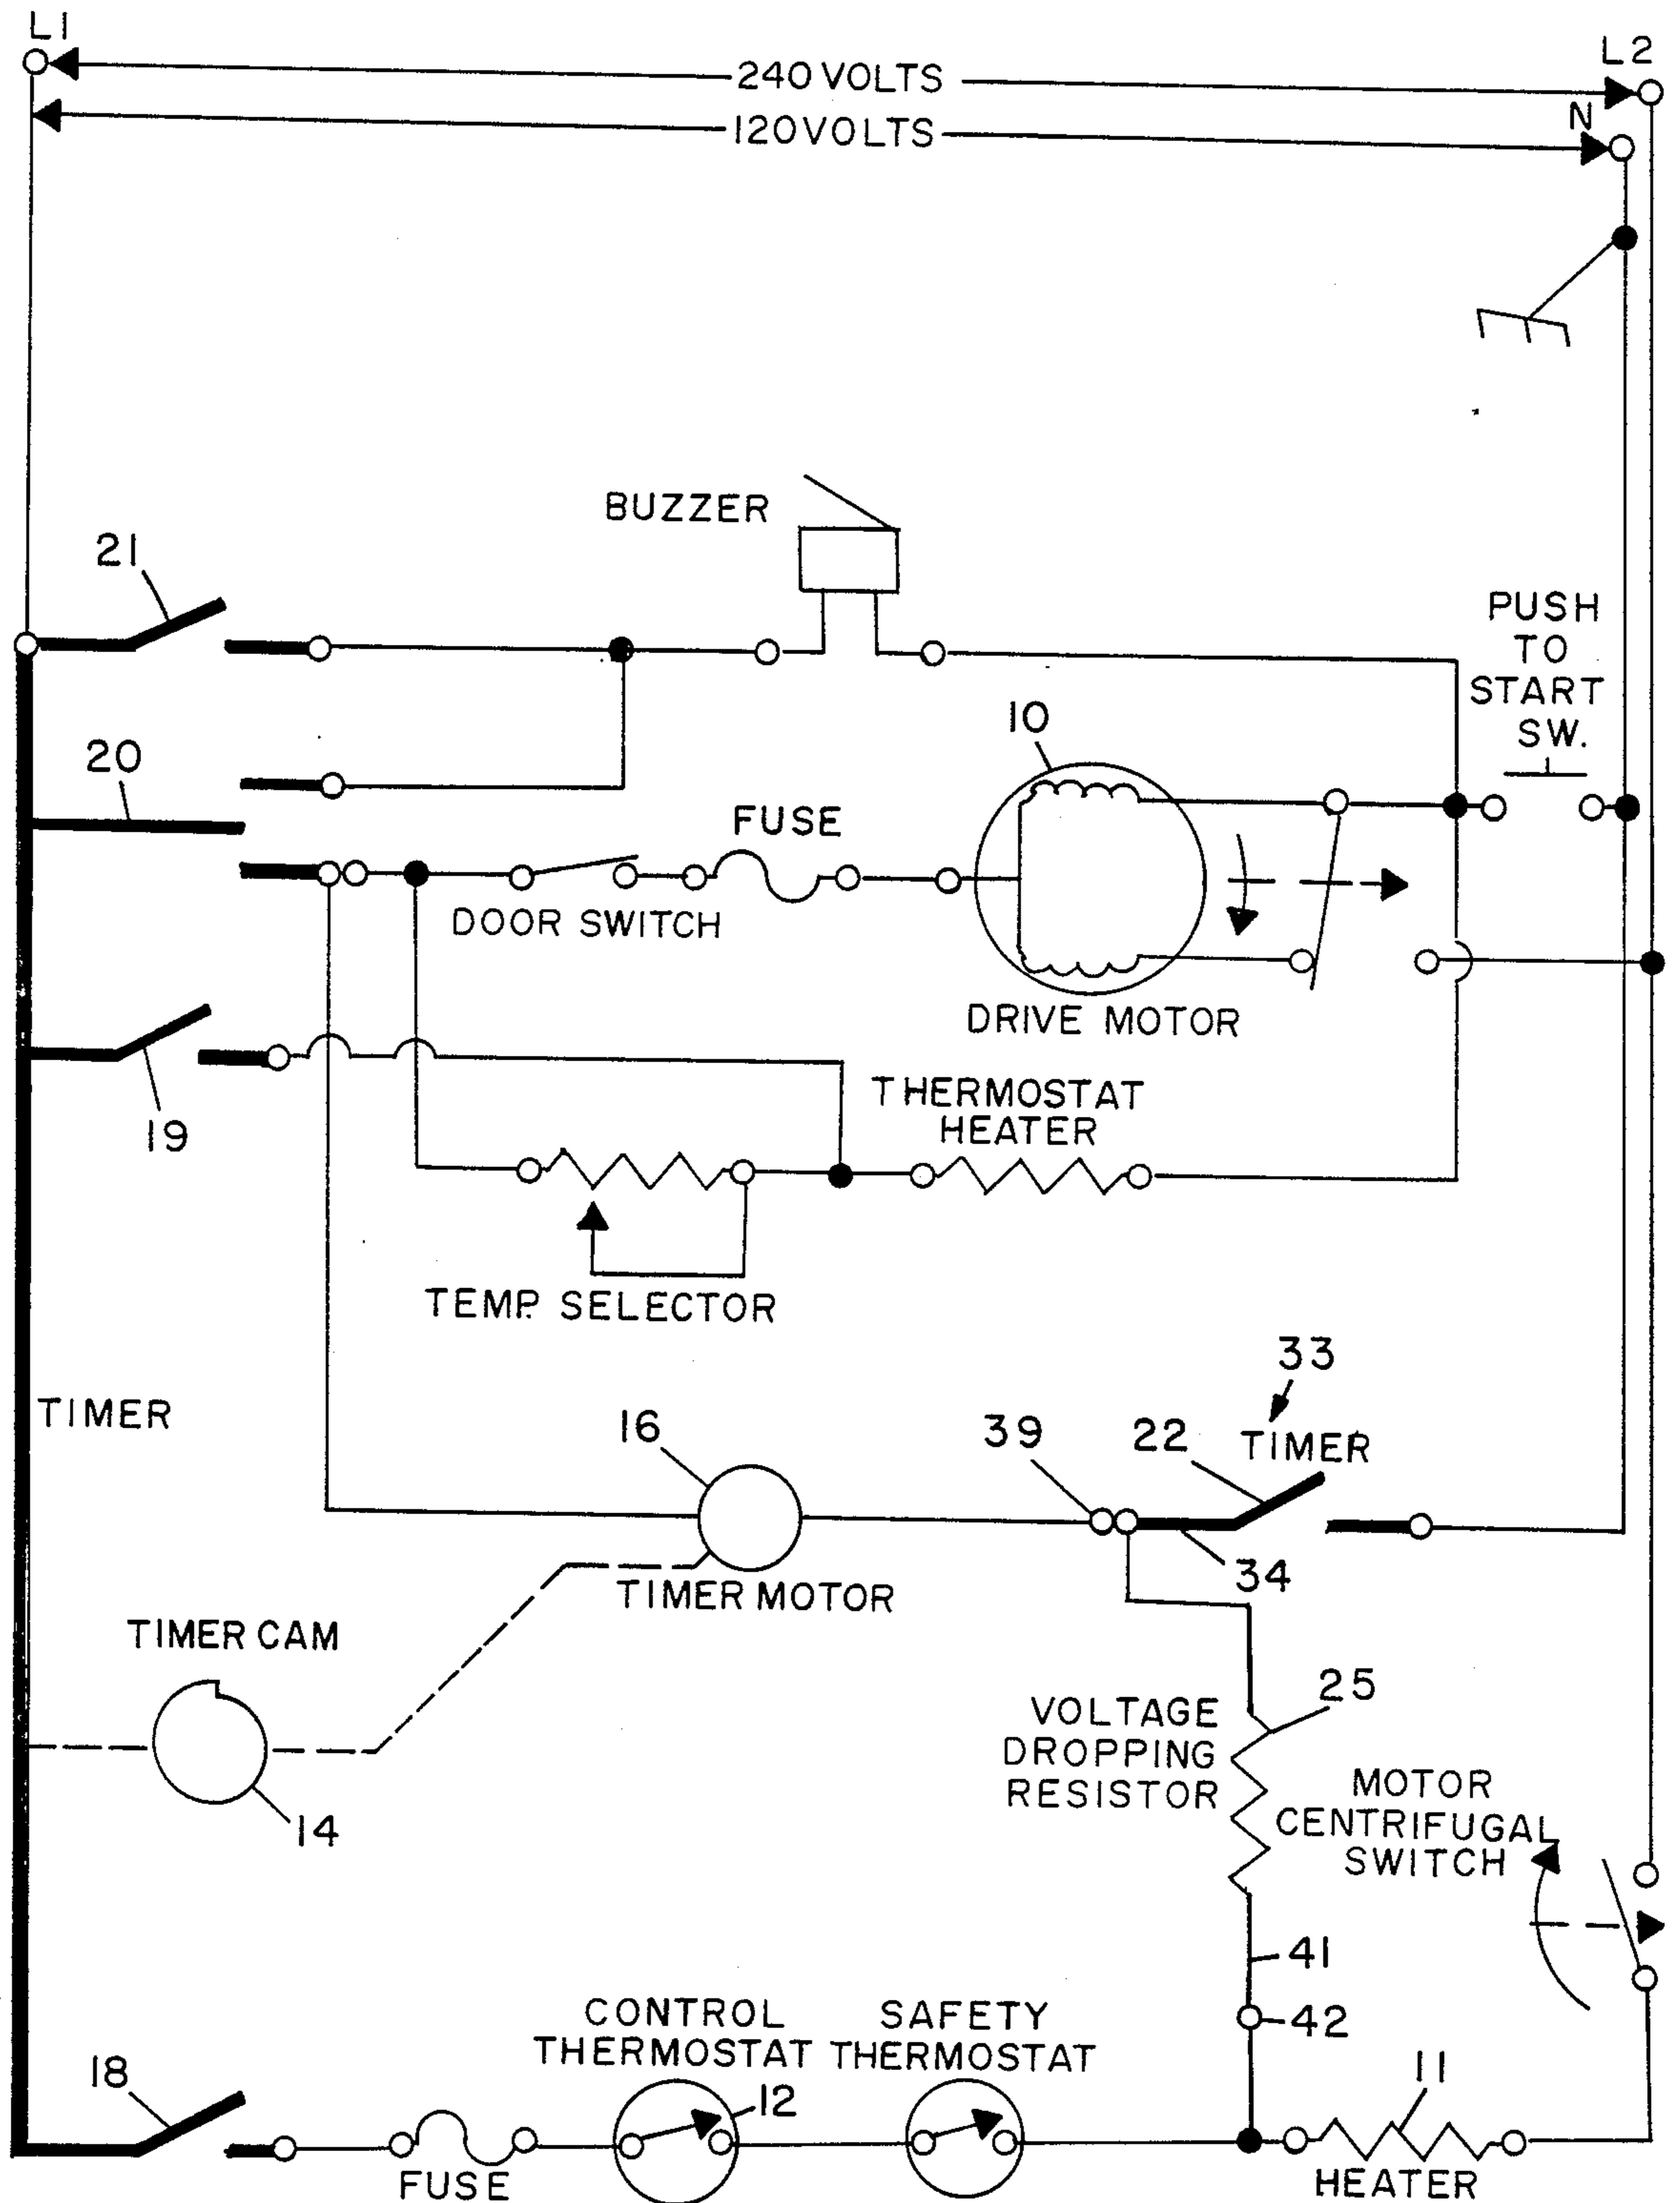 L1
L2
240 VOLTS
N
120 VOLTS
BUZZER
21
PUSH
TO
START
SW.
10
20
FUSE
DOOR SWITCH
DRIVE MOTOR
19
THERMOSTAT
HEATER
TEMP. SELECTOR
33
TIMER
16
39
22
TIMER
34
TIMER MOTOR
TIMER CAM
14
25
VOLTAGE
DROPPING
RESISTOR
MOTOR
CENTRIFUGAL
SWITCH
41
42
CONTROL
THERMOSTAT
12
SAFETY
THERMOSTAT
18
11
FUSE
HEATER